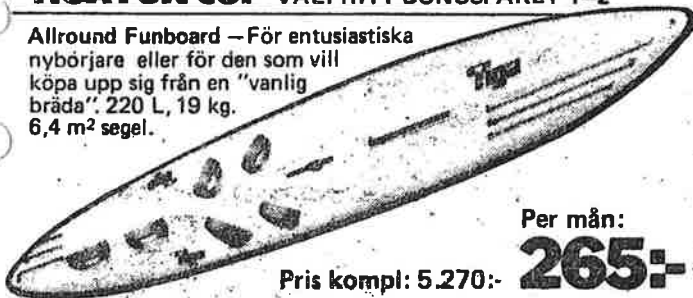 Allround Funboard – För entusiastiska
nybörjare eller för den som vill
köpa upp sig från en ”vanlig
bräda”. 220 L, 19 kg.
6,4 m² segel.
Tiga
Tiga
Per mån:
Pris kompl: 5.270:-
265:-